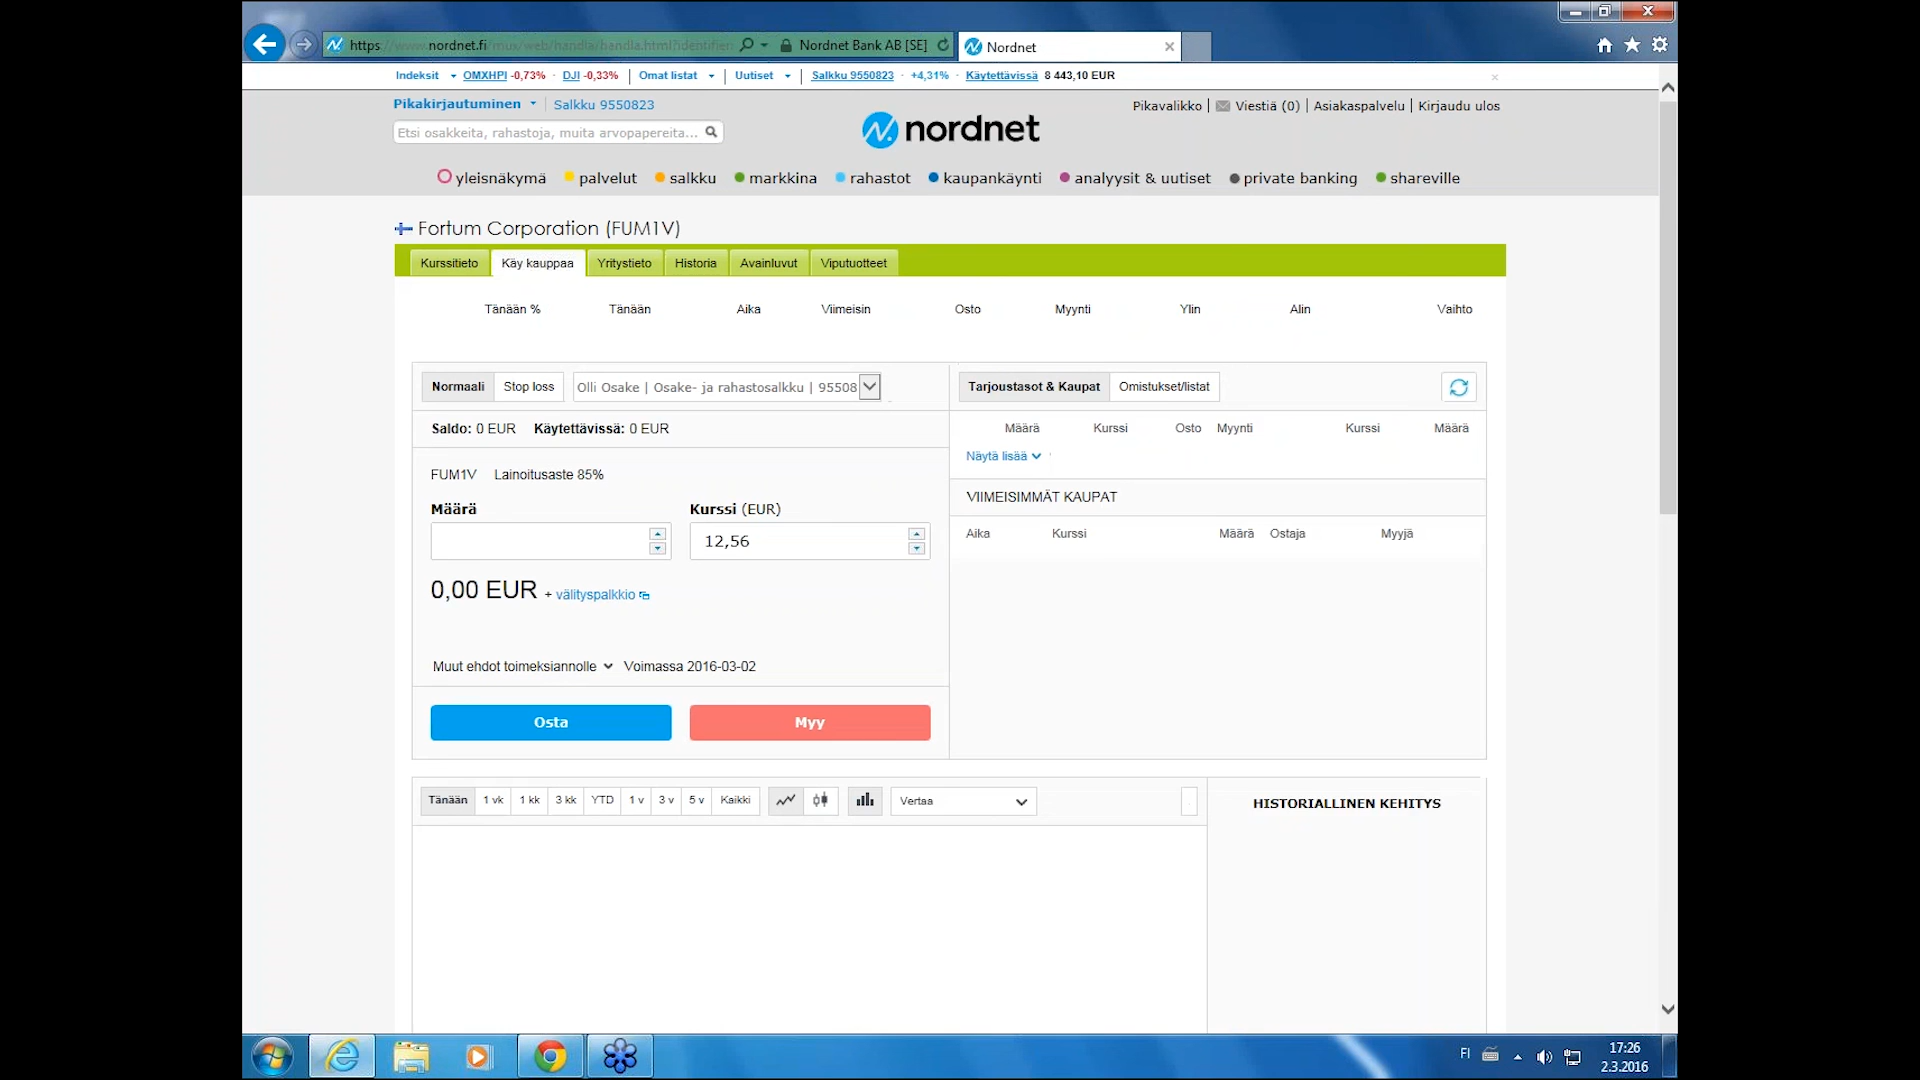 https://www.nordnet.fi/mux/web/handla/handla.html?identifier
Nordnet Bank AB [SE]
Nordnet
Indeksit OMXHPI -0,73% · DJI -0,33% | Omat listat | Uutiset | Salkku 9550823 · +4,31% · Käytettävissä 8 443,10 EUR
Pikakirjautuminen | Salkku 9550823
Pikavalikko | Viestiä (0) | Asiakaspalvelu | Kirjaudu ulos
Etsi osakkeita, rahastoja, muita arvopapereita...
nordnet
yleisnäkymä palvelut salkku markkina rahastot kaupankäynti analyysit & uutiset private banking shareville
Fortum Corporation (FUM1V)
Kurssitieto Käy kauppaa Yritystieto Historia Avainluvut Viputuotteet
Tänään % Tänään Aika Viimeisin Osto Myynti Ylin Alin Vaihto
Normaali Stop loss Olli Osake | Osake- ja rahastosalkku | 95508
Tarjoustasot & Kaupat Omistukset/listat
Saldo: 0 EUR Käytettävissä: 0 EUR
Määrä Kurssi Osto Myynti Kurssi Määrä
Näytä lisää
FUM1V Lainoitusaste 85%
VIIMEISIMMÄT KAUPAT
Määrä Kurssi (EUR)
Aika Kurssi Määrä Ostaja Myyjä
12,56
0,00 EUR + välityspalkkio
Muut ehdot toimeksiannolle Voimassa 2016-03-02
Osta Myy
Tänään 1 vk 1 kk 3 kk YTD 1 v 3 v 5 v Kaikki Vertaa
HISTORIALLINEN KEHITYS
FI
17:26
2.3.2016